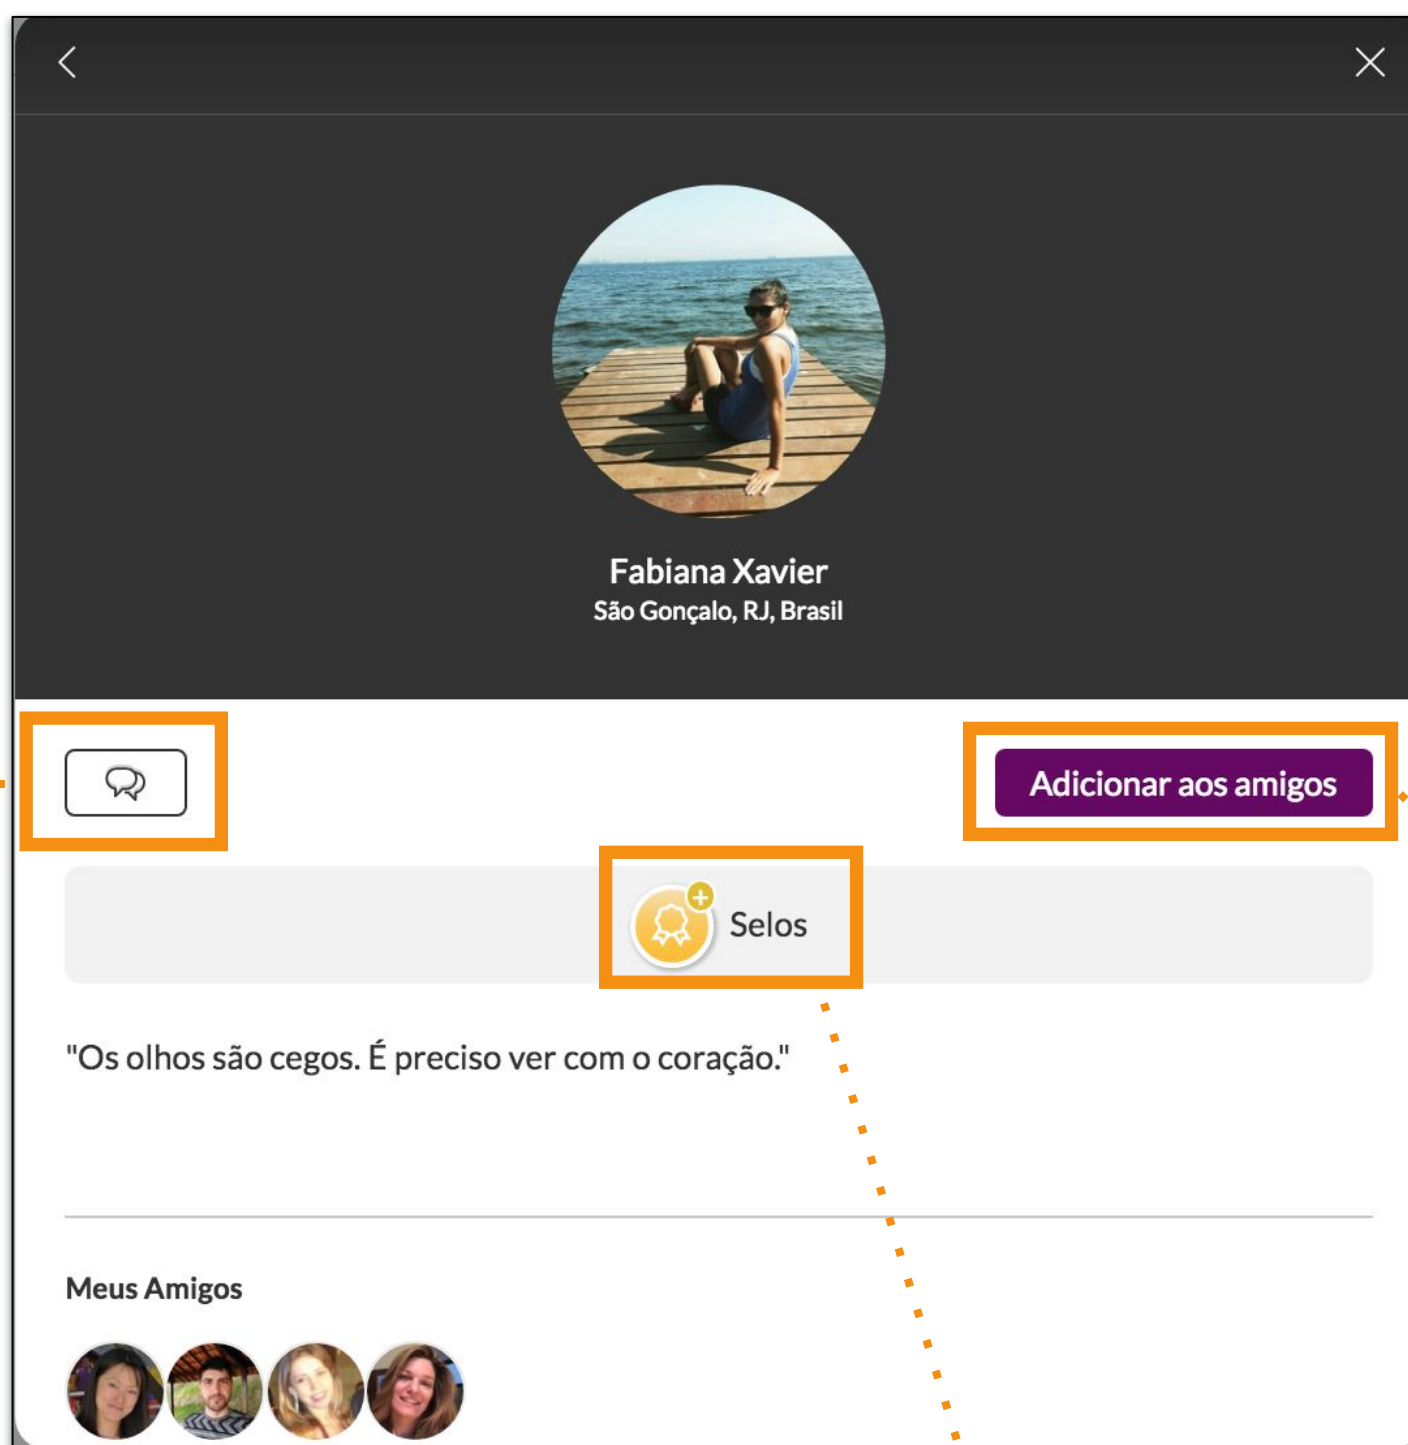 Fabiana Xavier
São Gonçalo, RJ, Brasil
Adicionar aos amigos
Selos
"Os olhos são cegos. É preciso ver com o coração."
Meus Amigos